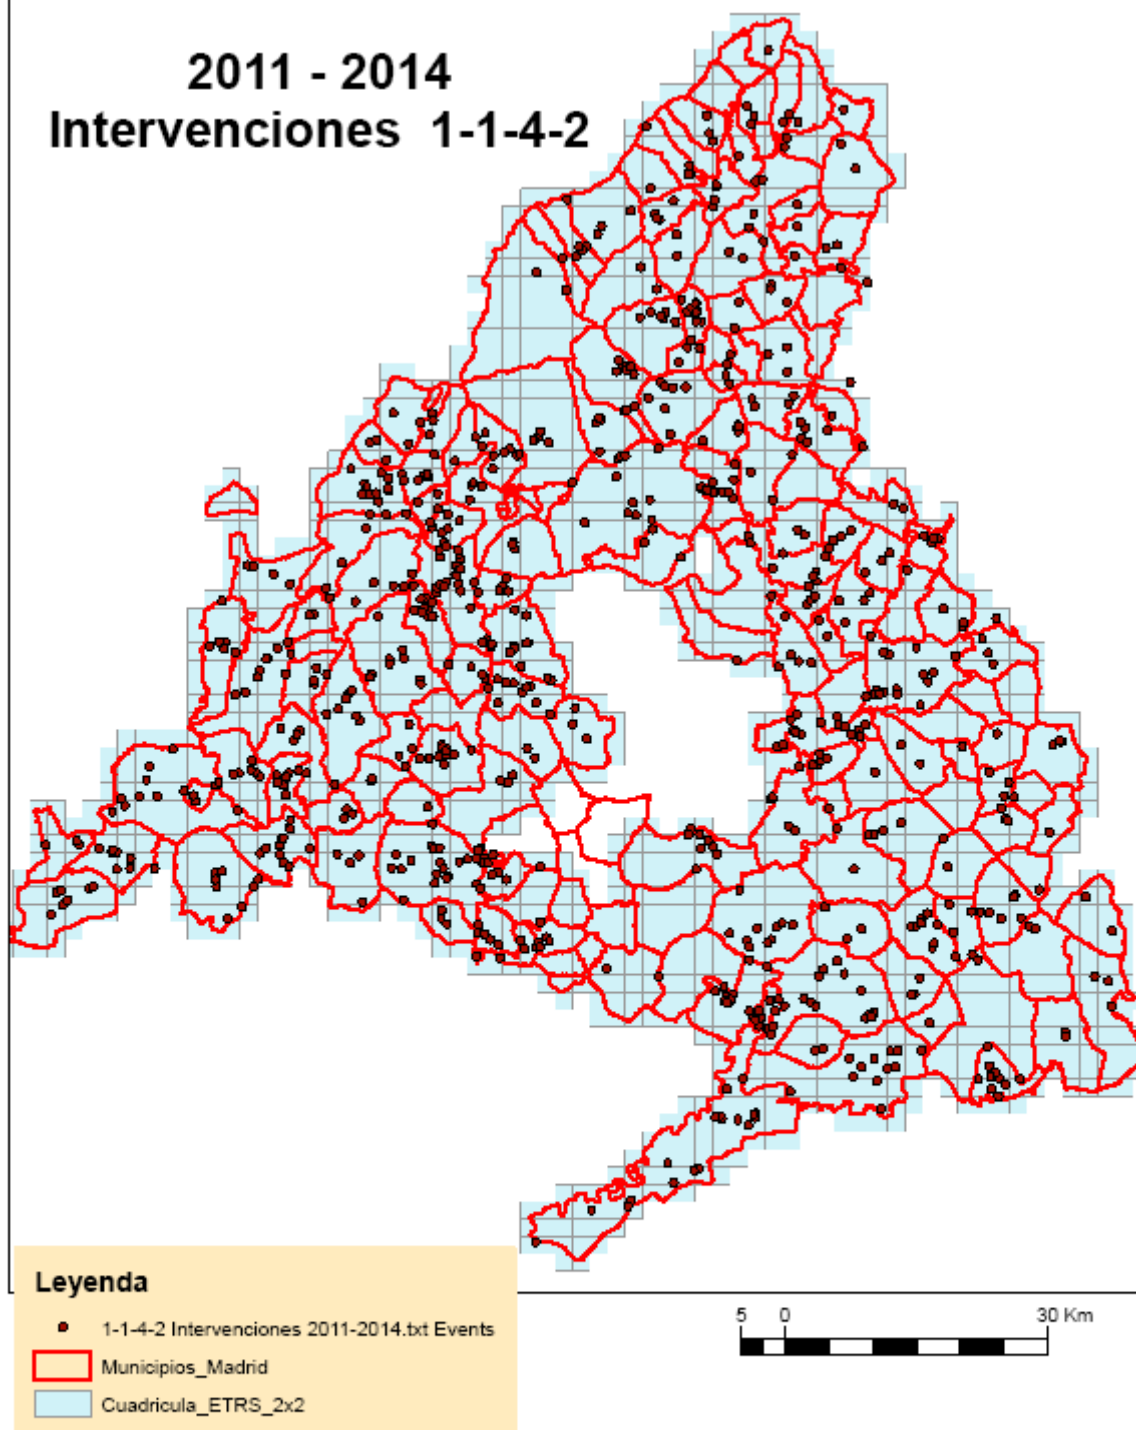 2011 - 2014
Intervenciones 1-1-4-2
Leyenda
1-1-4-2 Intervenciones 2011-2014.txt Events
Municipios_Madrid
Cuadricula_ETRS_2x2
5 0 30 Km